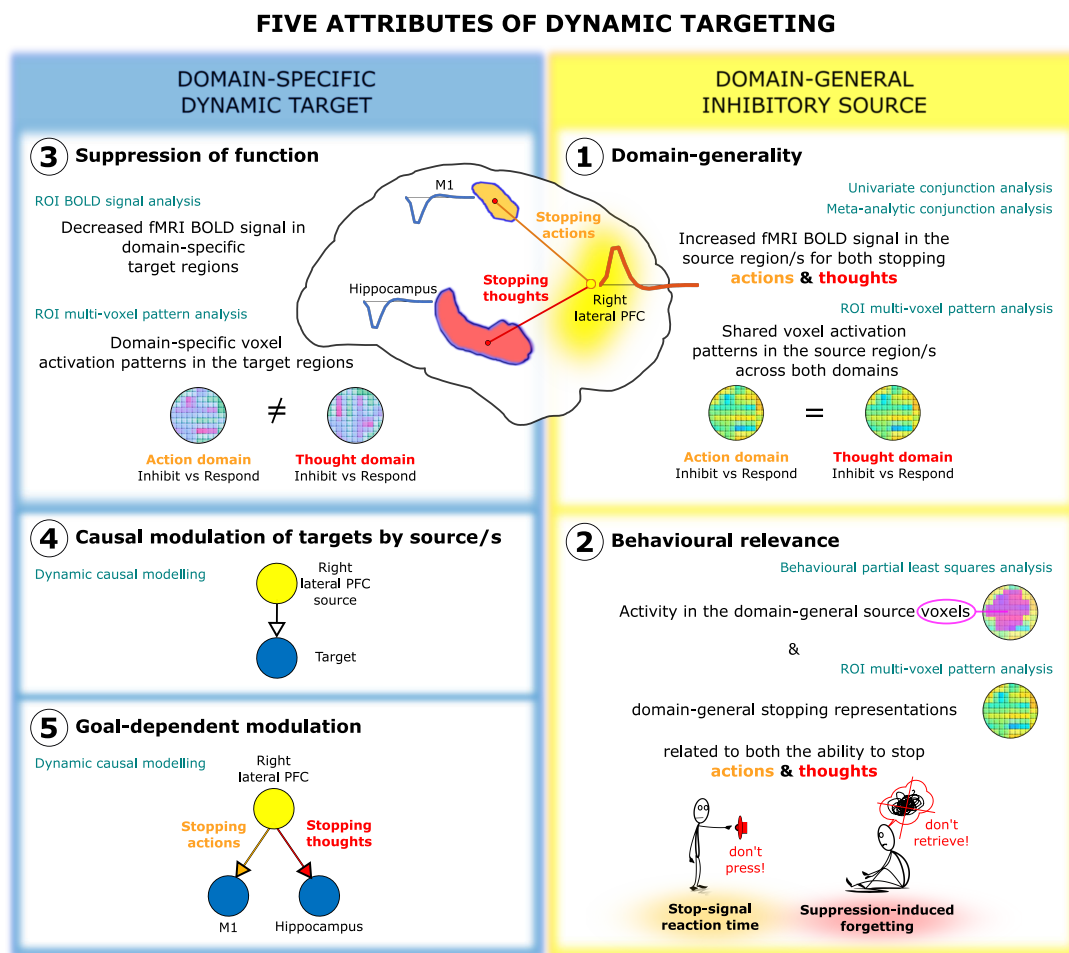 FIVE ATTRIBUTES OF DYNAMIC TARGETING
DOMAIN-SPECIFIC
DYNAMIC TARGET
DOMAIN-GENERAL
INHIBITORY SOURCE
3 Suppression of function
ROI BOLD signal analysis
Decreased fMRI BOLD signal in
domain-specific
target regions
ROI multi-voxel pattern analysis
Domain-specific voxel
activation patterns in the target regions
≠
Action domain
Inhibit vs Respond
Thought domain
Inhibit vs Respond
M1
Stopping
actions
Hippocampus
Stopping
thoughts
Right
lateral PFC
1 Domain-generality
Univariate conjunction analysis
Meta-analytic conjunction analysis
Increased fMRI BOLD signal in the
source region/s for both stopping
actions & thoughts
ROI multi-voxel pattern analysis
Shared voxel activation
patterns in the source region/s
across both domains
=
Action domain
Inhibit vs Respond
Thought domain
Inhibit vs Respond
4 Causal modulation of targets by source/s
Dynamic causal modelling
Right
lateral PFC
source
Target
5 Goal-dependent modulation
Dynamic causal modelling
Right
lateral PFC
Stopping
actions
Stopping
thoughts
M1
Hippocampus
2 Behavioural relevance
Behavioural partial least squares analysis
Activity in the domain-general source voxels
&
ROI multi-voxel pattern analysis
domain-general stopping representations
related to both the ability to stop
actions & thoughts
don't
press!
don't
retrieve!
Stop-signal
reaction time
Suppression-induced
forgetting